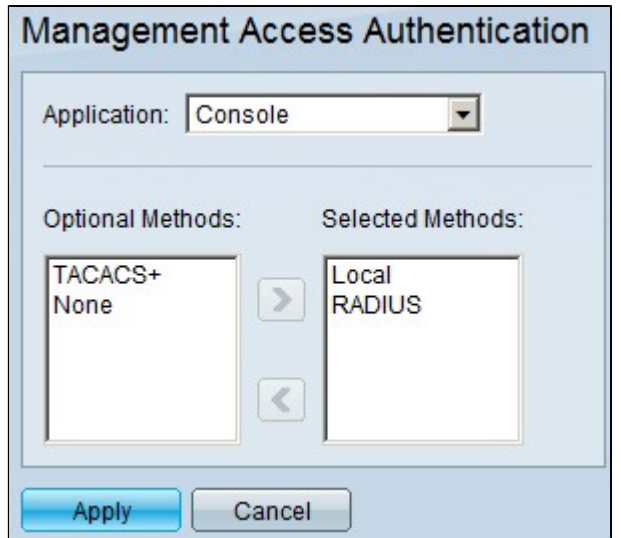 Management Access Authentication
Application: Console
Optional Methods:
TACACS+
None
Selected Methods:
Local
RADIUS
Apply
Cancel